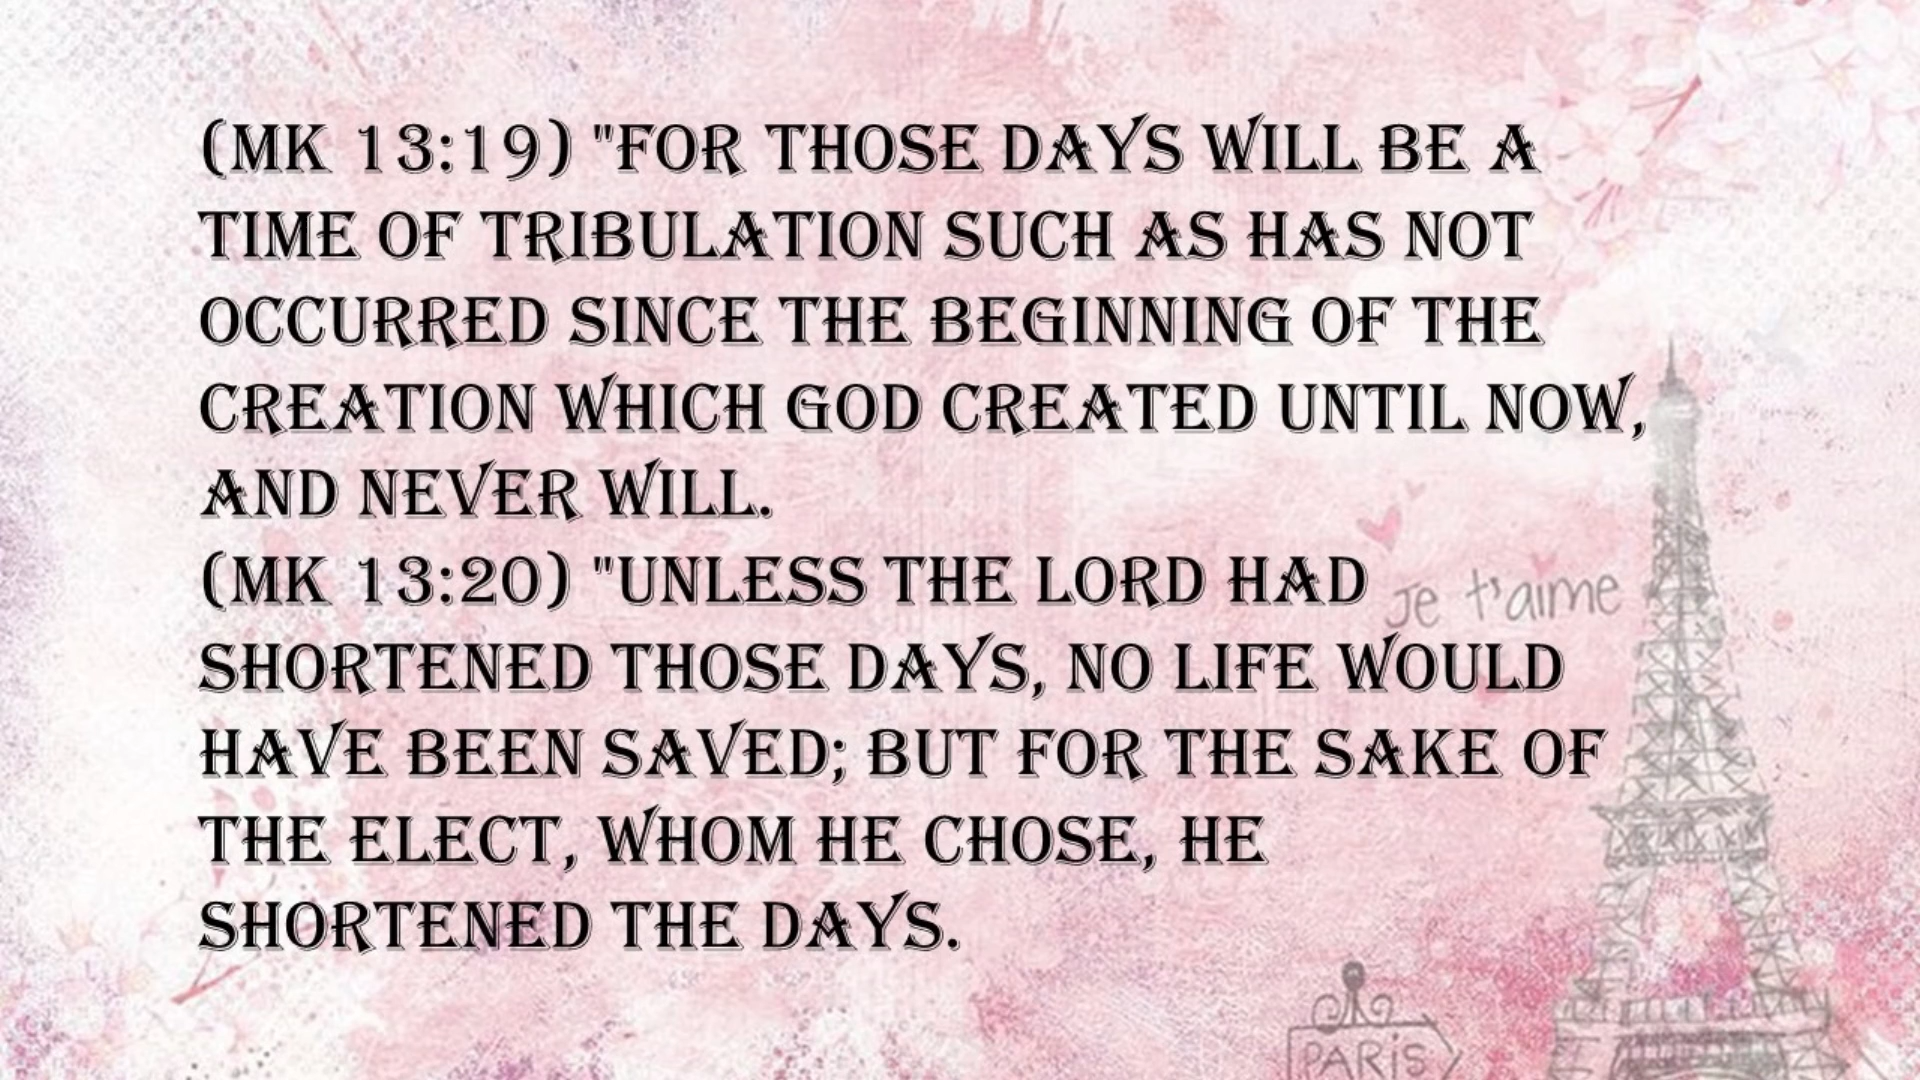 (MK 13:19) "FOR THOSE DAYS WILL BE A
TIME OF TRIBULATION SUCH AS HAS NOT
OCCURRED SINCE THE BEGINNING OF THE
CREATION WHICH GOD CREATED UNTIL NOW,
AND NEVER WILL.
(MK 13:20) "UNLESS THE LORD HAD
SHORTENED THOSE DAYS, NO LIFE WOULD
HAVE BEEN SAVED; BUT FOR THE SAKE OF
THE ELECT, WHOM HE CHOSE, HE
SHORTENED THE DAYS.
Je t'aime
PARiS